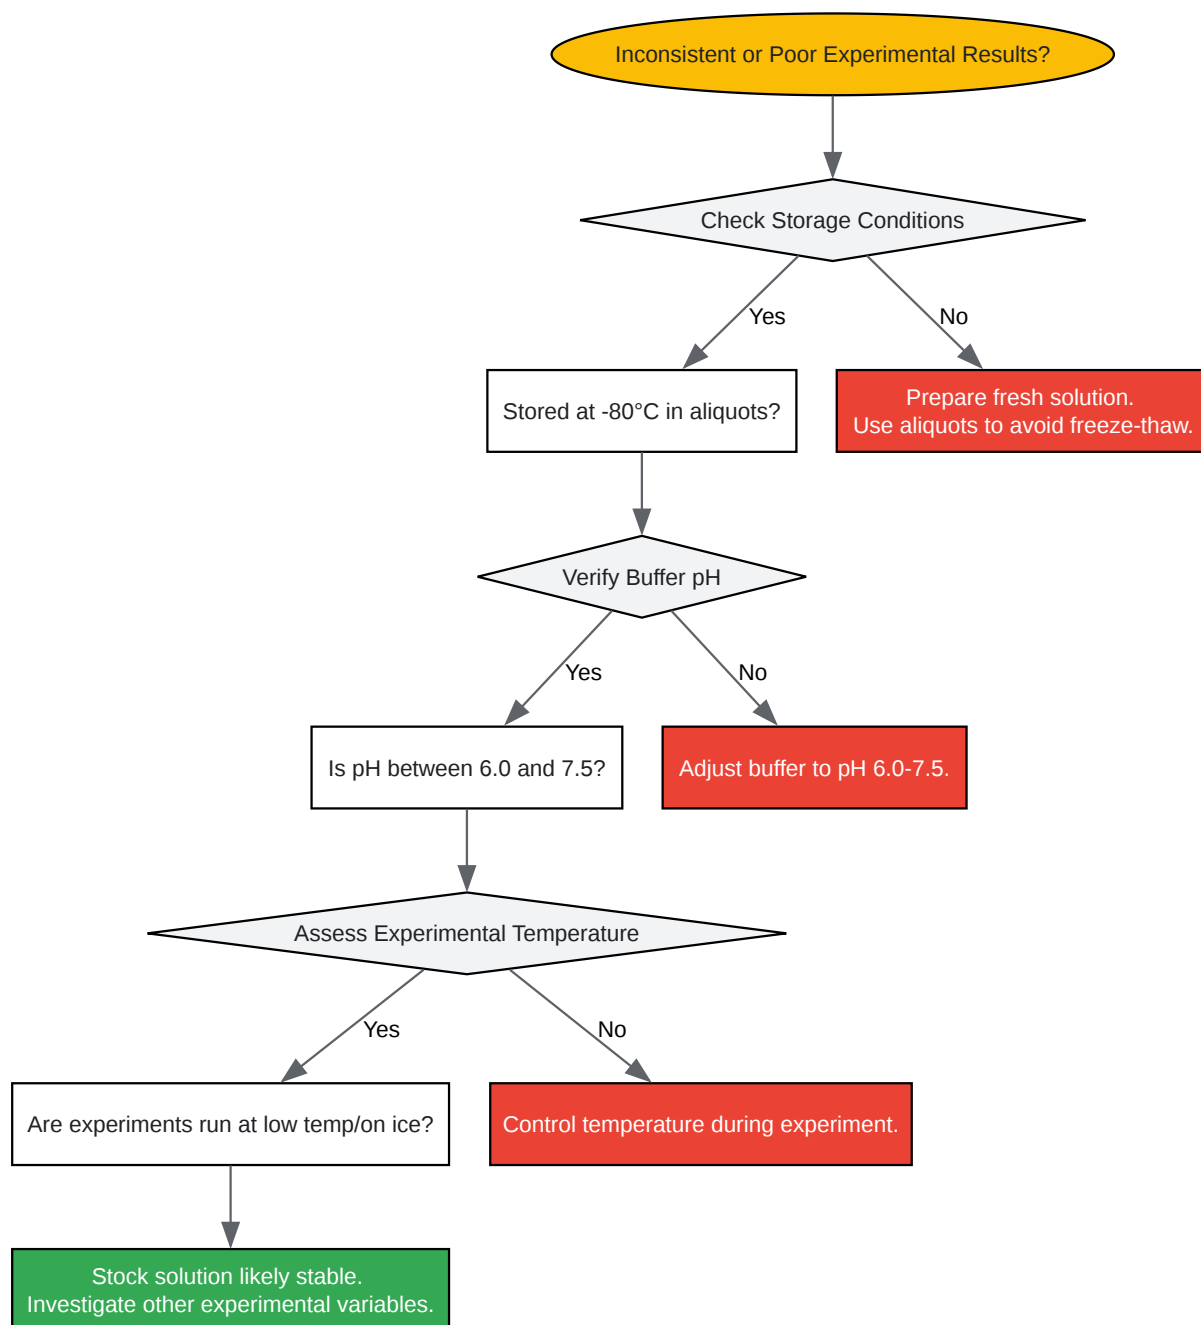 Inconsistent or Poor Experimental Results?
Check Storage Conditions
Yes
No
Stored at -80°C in aliquots?
Prepare fresh solution.
Use aliquots to avoid freeze-thaw.
Verify Buffer pH
Yes
No
Is pH between 6.0 and 7.5?
Adjust buffer to pH 6.0-7.5.
Assess Experimental Temperature
Yes
No
Are experiments run at low temp/on ice?
Control temperature during experiment.
Stock solution likely stable.
Investigate other experimental variables.